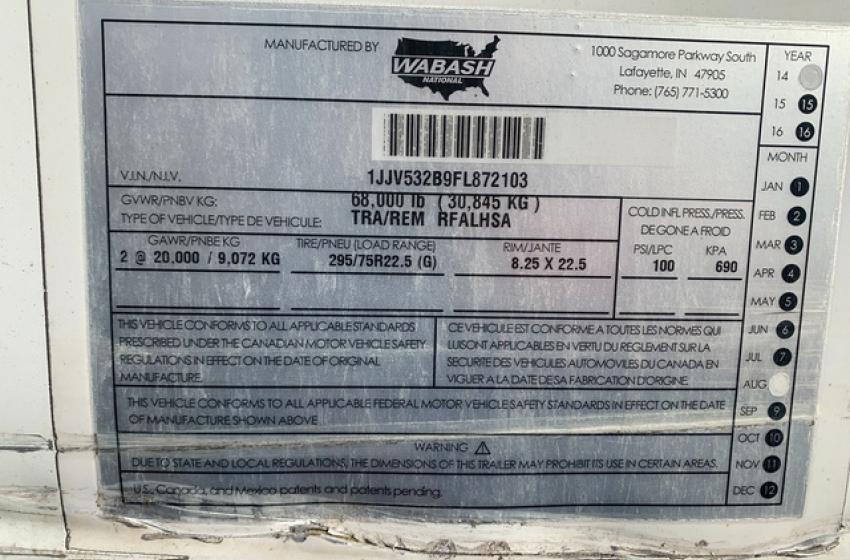 MANUFACTURED BY
WABASH
NATIONAL
1000 Sagamore Parkway South
Lafayette, IN 47905
Phone: (765) 771-5300
V.I.N./N.I.V.
1JJV532B9FL872103
GVWR/PNBV KG:
68,000 lb ( 30,845 KG )
TYPE OF VEHICLE/TYPE DE VEHICULE:
TRA/REM RFALHSA
COLD INFL PRESS./PRESS.
DE GONE A FROID
PSI/LPC KPA
100 690
GAWR/PNBE KG
2 @ 20,000 / 9,072 KG
TIRE/PNEU (LOAD RANGE)
295/75R22.5 (G)
RIM/JANTE
8.25 X 22.5
THIS VEHICLE CONFORMS TO ALL APPLICABLE STANDARDS
PRESCRIBED UNDER THE CANADIAN MOTOR VEHICLE SAFETY
REGULATIONS IN EFFECT ON THE DATE OF ORIGINAL
MANUFACTURE.
CE VEHICULE EST CONFORME A TOUTES LES NORMES QUI
LUI SONT APPLICABLES EN VERTU DU REGLEMENT SUR LA
SECURITE DES VEHICULES AUTOMOVILES DU CANADA EN
VIGUER A LA DATE DE SA FABRICATION D'ORIGINE.
THIS VEHICLE CONFORMS TO ALL APPLICABLE FEDERAL MOTOR VEHICLE SAFETY STANDARDS IN EFFECT ON THE DATE
OF MANUFACTURE SHOWN ABOVE
WARNING
DUE TO STATE AND LOCAL REGULATIONS, THE DIMENSIONS OF THIS TRAILER MAY PROHIBIT ITS USE IN CERTAIN AREAS.
U.S., Canada, and Mexico patents and patents pending.
YEAR
14
15 15
16 16
MONTH
JAN 1
FEB 2
MAR 3
APR 4
MAY 5
JUN 6
JUL 7
AUG
SEP 9
OCT 10
NOV 11
DEC 12